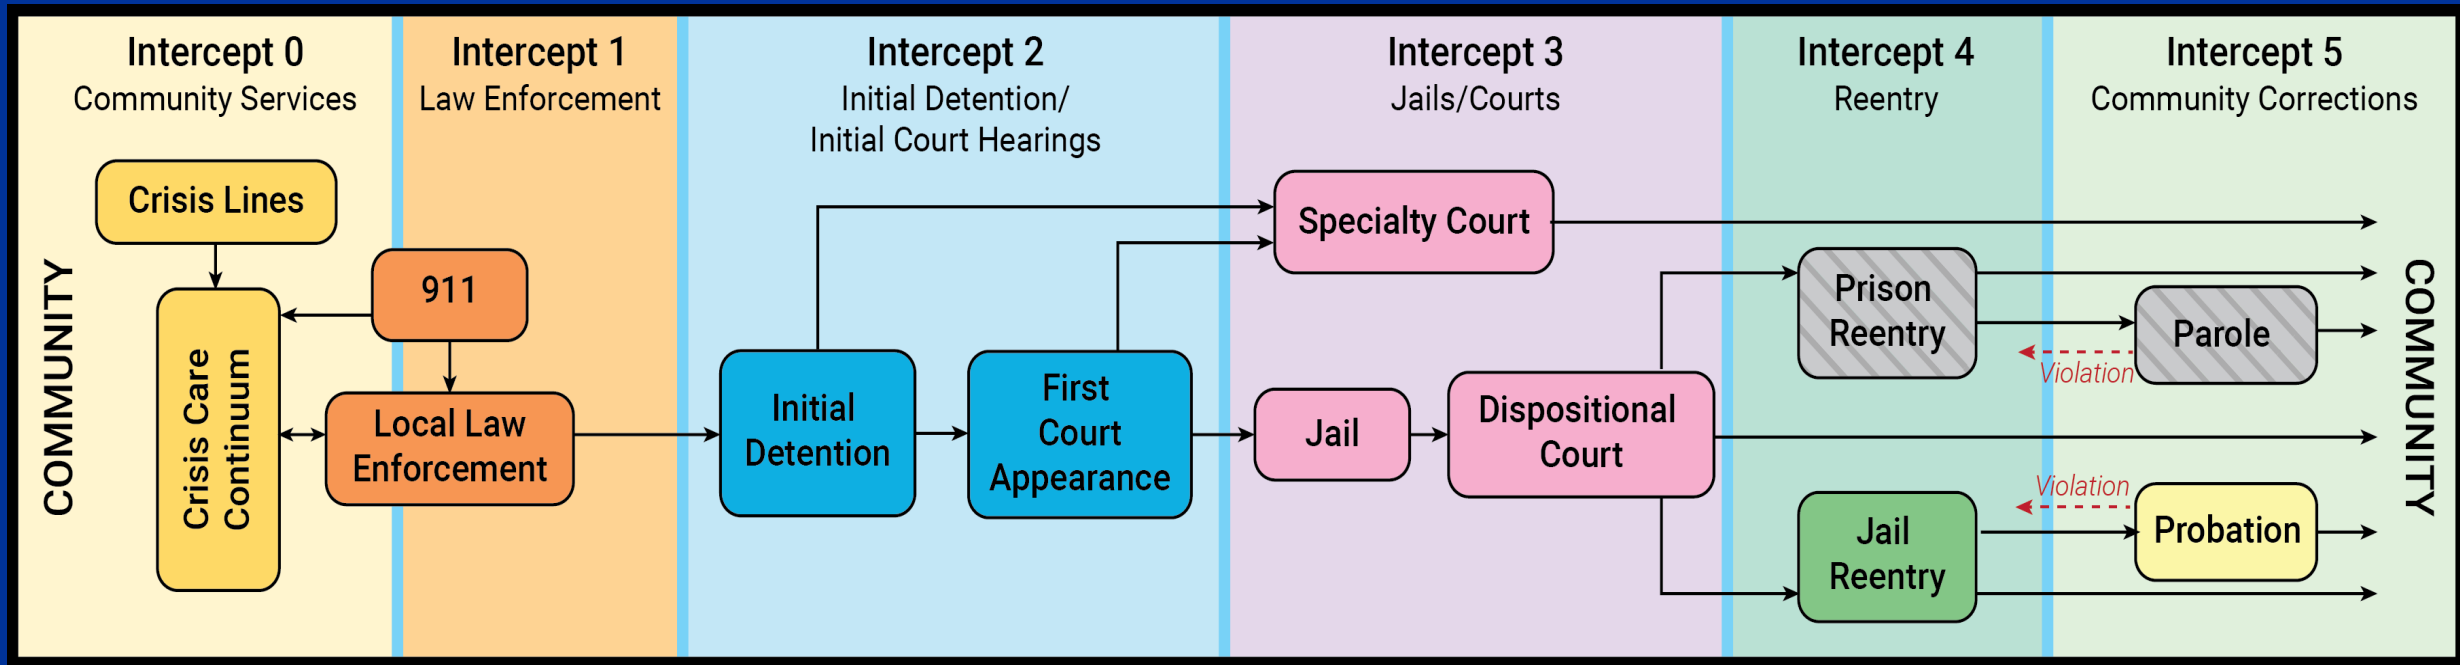 Intercept 0
Community Services
Intercept 1
Law Enforcement
Intercept 2
Initial Detention/
Initial Court Hearings
Intercept 3
Jails/Courts
Intercept 4
Reentry
Intercept 5
Community Corrections
COMMUNITY
Crisis Lines
Crisis Care
Continuum
911
Local Law
Enforcement
Initial
Detention
First
Court
Appearance
Specialty Court
Jail
Dispositional
Court
Prison
Reentry
Parole
Violation
Violation
Jail
Reentry
Probation
COMMUNITY